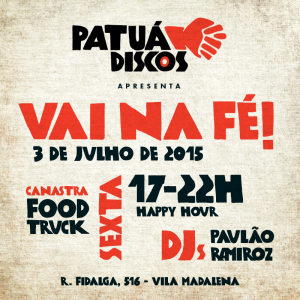 PATUÁ
DISCOS
APRESENTA
VAI NA FÉ!
3 DE JULHO DE 2015
CANASTRA
FOOD
TRUCK
SEXTA
17-22H
HAPPY HOUR
DJs
PAVLÃO
RAMIROZ
R. FIDALGA, 516 - VILA MADALENA